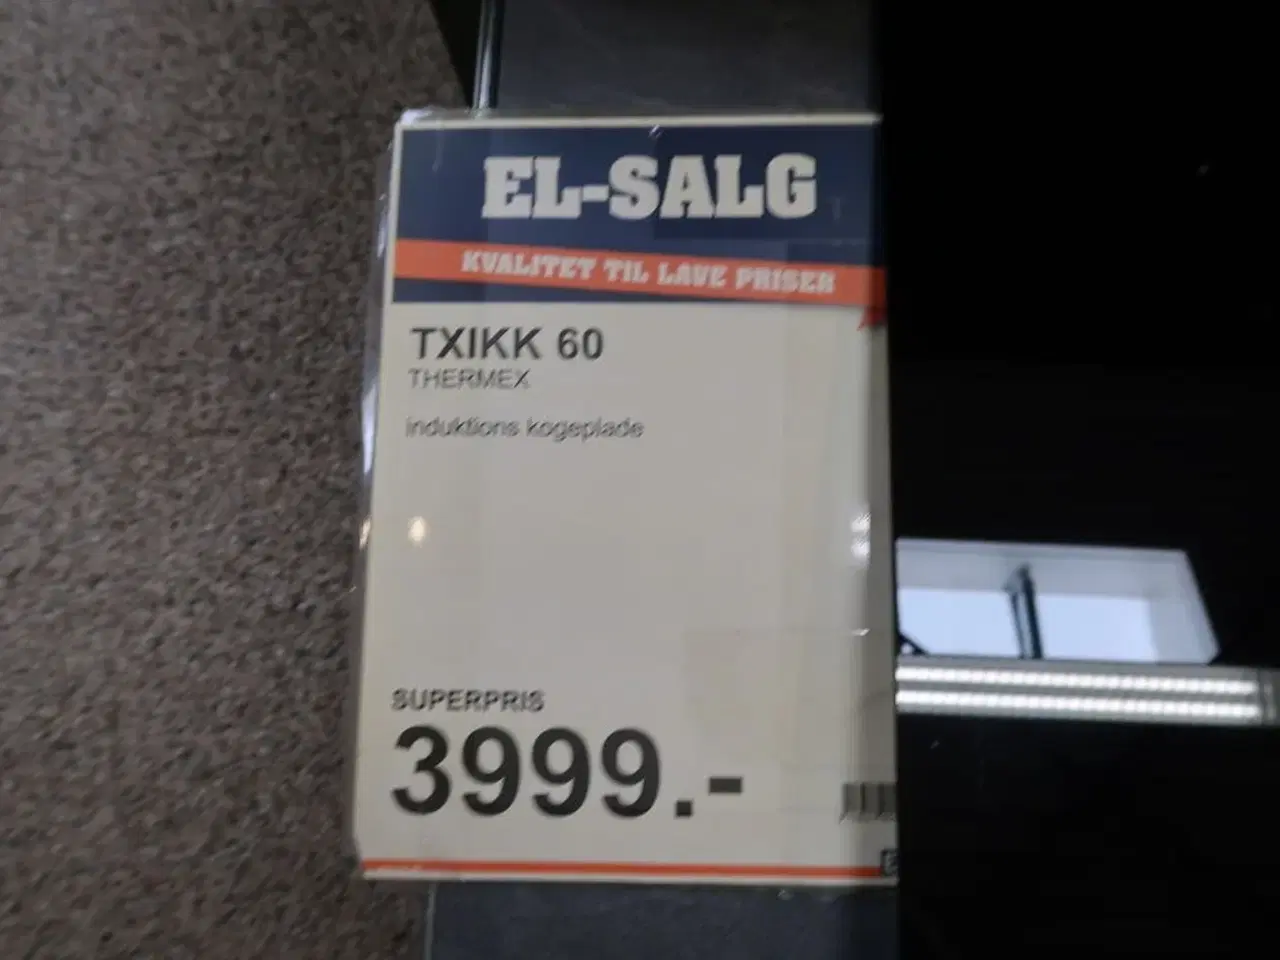 EL-SALG
KVALITET TIL LAVE PRISER
TXIKK 60
THERMEX
induktions kogeplade
SUPERPRIS
3999.-